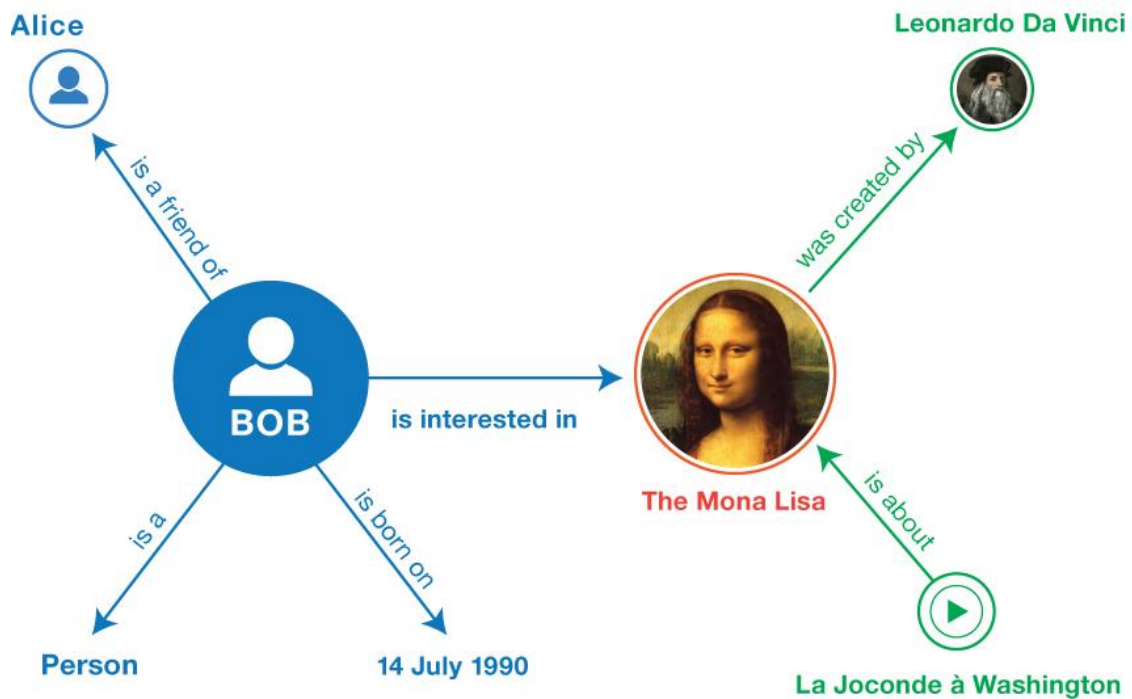 Alice
Leonardo Da Vinci
is a friend of
was created by
BOB
is interested in
The Mona Lisa
is a
is born on
is about
Person
14 July 1990
La Joconde à Washington